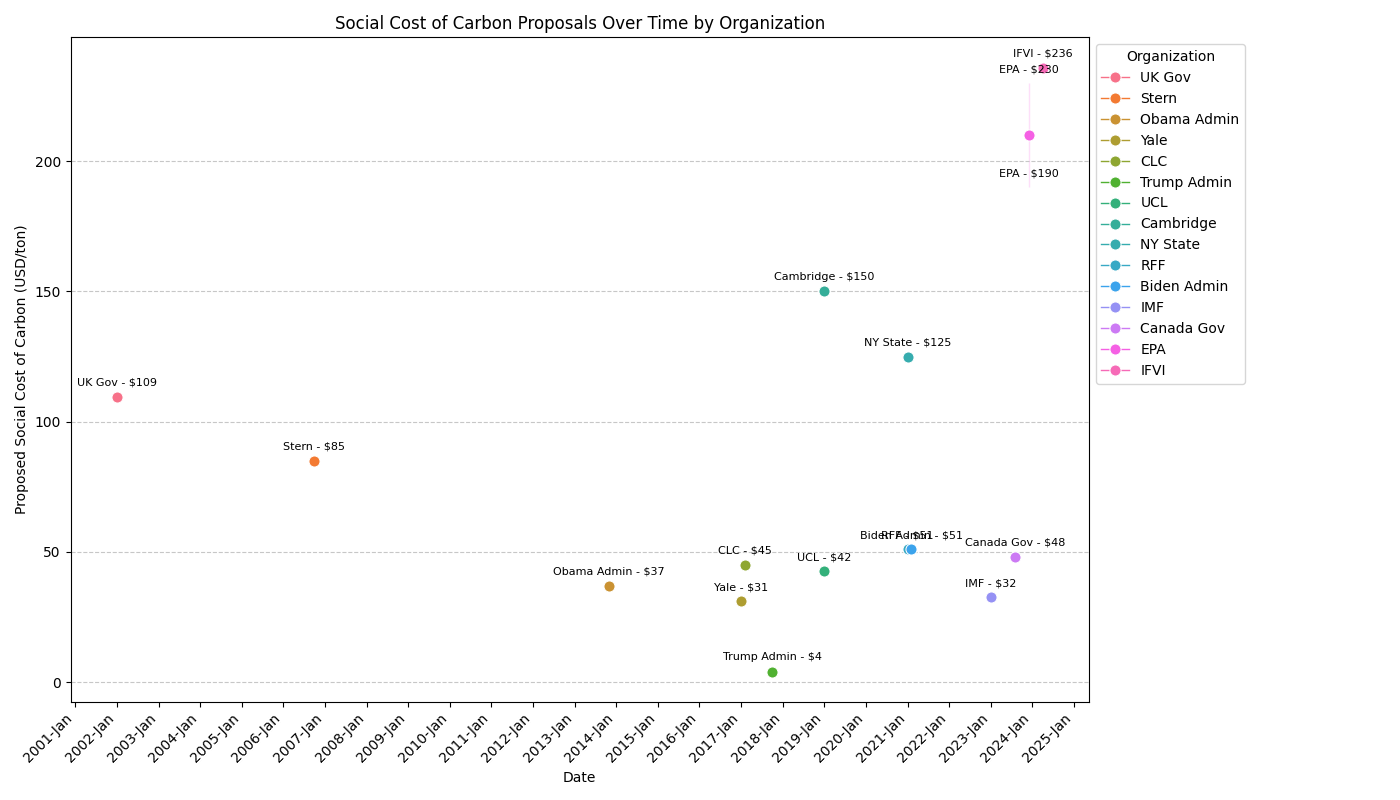 Social Cost of Carbon Proposals Over Time by Organization
Proposed Social Cost of Carbon (USD/ton)
200
150
100
50
0
IFVI - $236
EPA - $230
EPA - $190
Cambridge - $150
NY State - $125
UK Gov - $109
Stern - $85
Biden Admin - $51
RFF - $51
Canada Gov - $48
CLC - $45
UCL - $42
Obama Admin - $37
Yale - $31
IMF - $32
Trump Admin - $4
2001-Jan
2002-Jan
2003-Jan
2004-Jan
2005-Jan
2006-Jan
2007-Jan
2008-Jan
2009-Jan
2010-Jan
2011-Jan
2012-Jan
2013-Jan
2014-Jan
2015-Jan
2016-Jan
2017-Jan
2018-Jan
2019-Jan
2020-Jan
2021-Jan
2022-Jan
2023-Jan
2024-Jan
2025-Jan
Date
Organization
UK Gov
Stern
Obama Admin
Yale
CLC
Trump Admin
UCL
Cambridge
NY State
RFF
Biden Admin
IMF
Canada Gov
EPA
IFVI